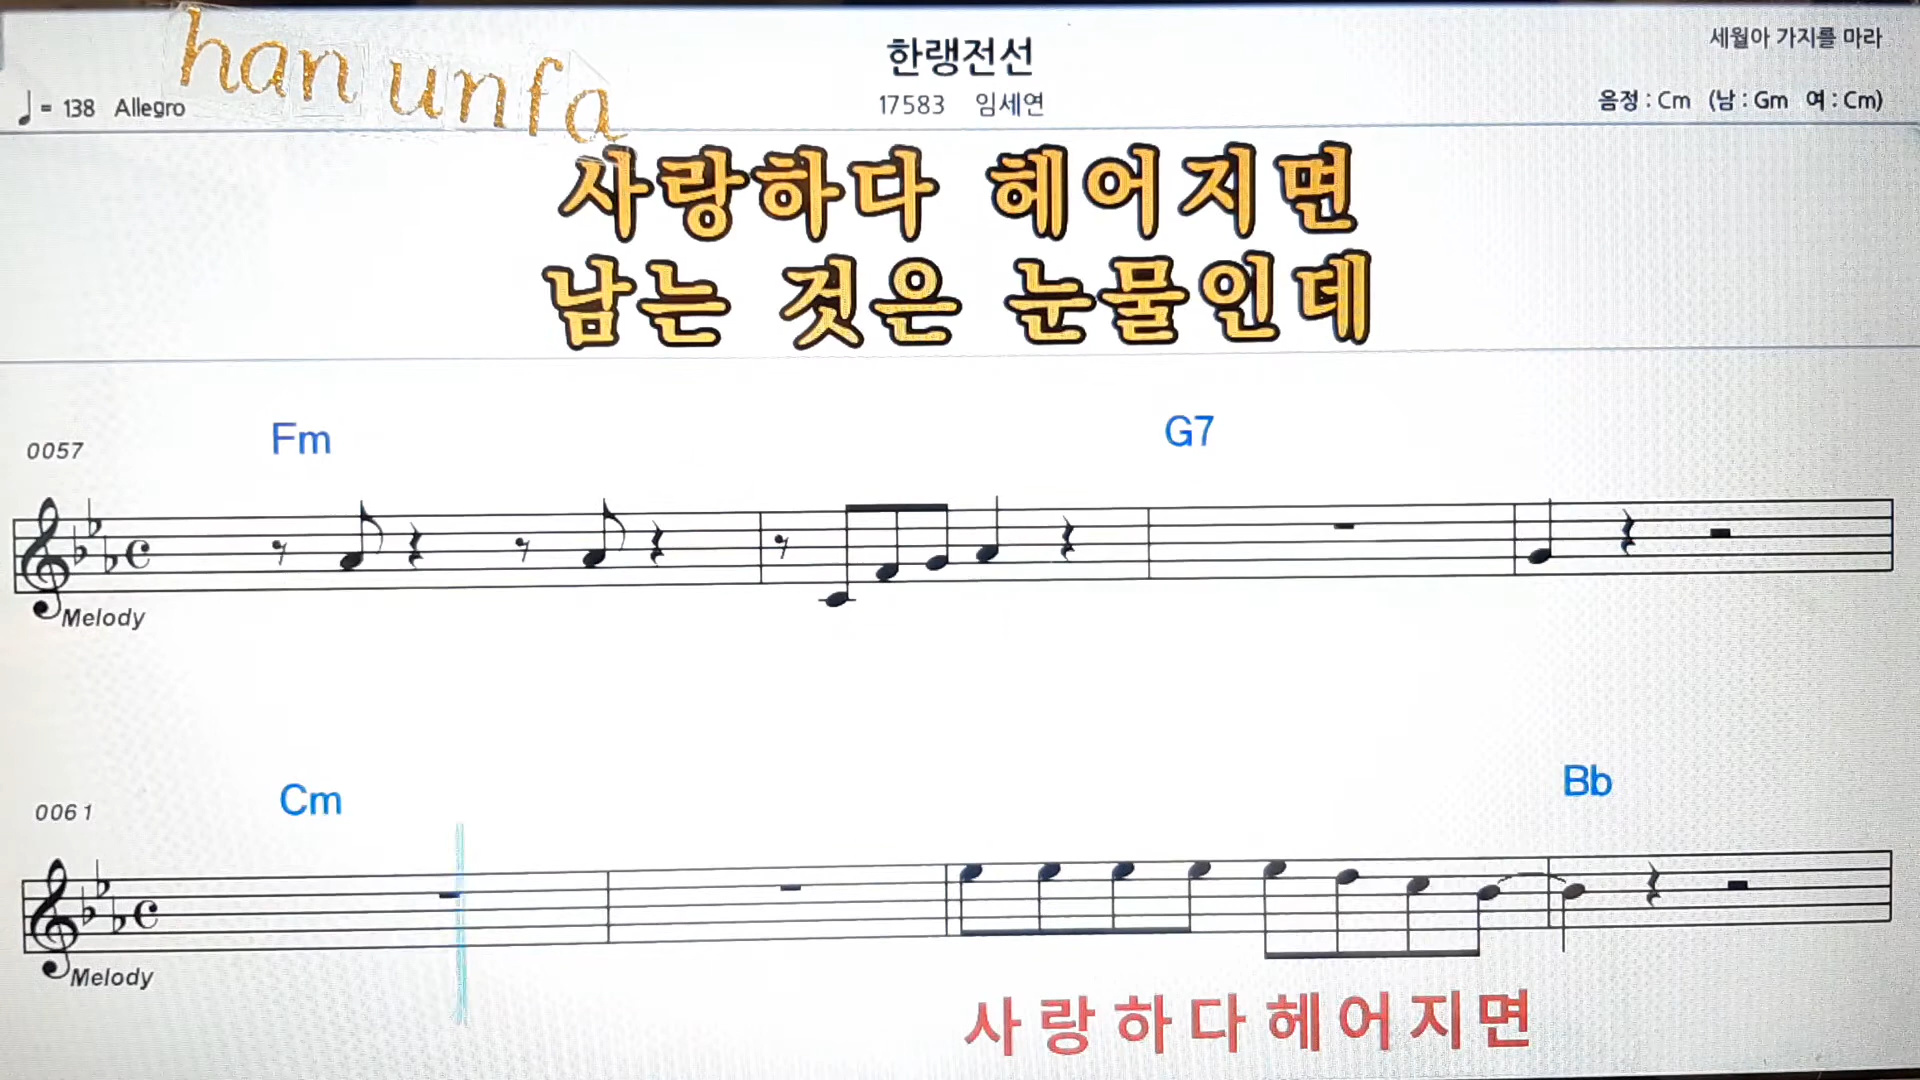 han unfa
한랭전선
세월아 가지를 마라
♩ = 138 Allegro
17583 임세연
음정 : Cm (남 : Gm 여 : Cm)
사랑하다 헤어지면
남는 것은 눈물인데
0057
Fm
G7
Melody
0061
Cm
Bb
Melody
사랑하다헤어지면